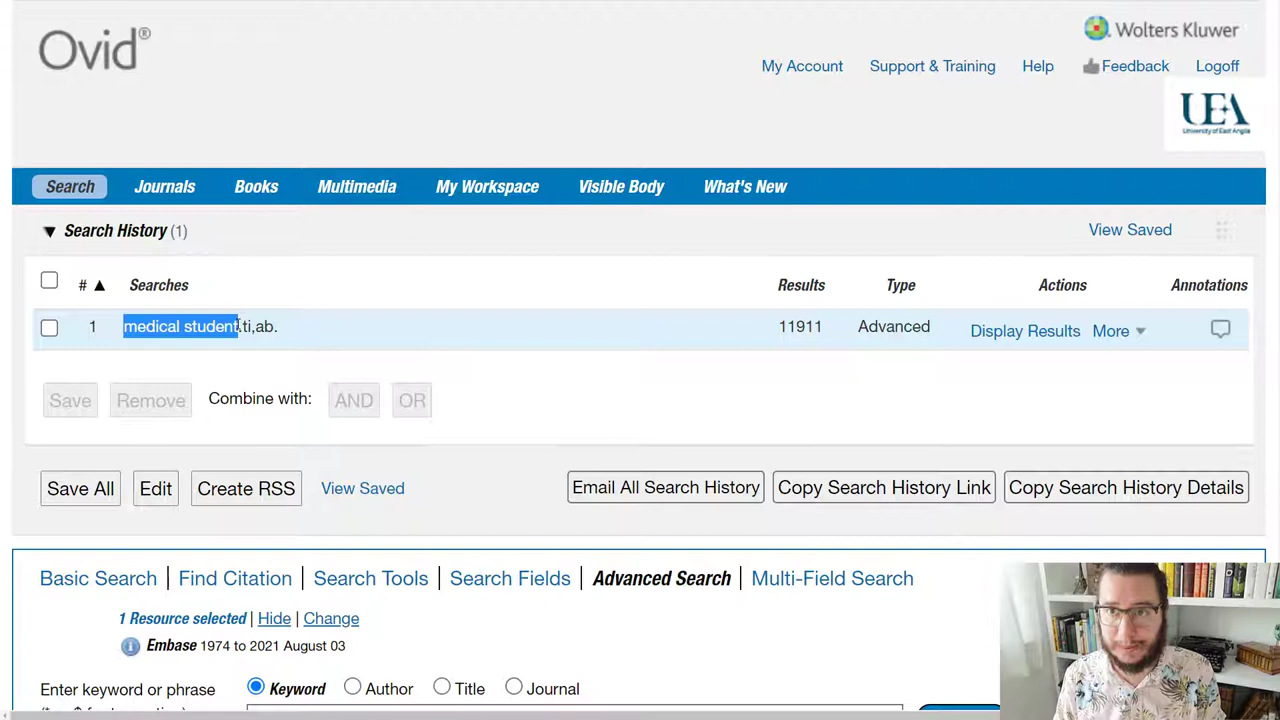 Ovid®
Wolters Kluwer
My Account Support & Training Help Feedback Logoff
UEA
University of East Anglia
Search Journals Books Multimedia My Workspace Visible Body What's New
▼ Search History (1) View Saved
# ▲ Searches Results Type Actions Annotations
1 medical student.ti,ab. 11911 Advanced Display Results More ▼
Save Remove Combine with: AND OR
Save All Edit Create RSS View Saved Email All Search History Copy Search History Link Copy Search History Details
Basic Search | Find Citation | Search Tools | Search Fields | Advanced Search | Multi-Field Search
1 Resource selected | Hide | Change
Embase 1974 to 2021 August 03
Enter keyword or phrase Keyword Author Title Journal